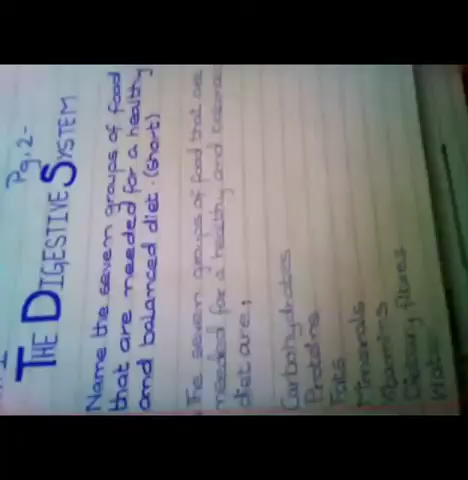 Pg. 2-
THE DIGESTIVE SYSTEM
Name the seven groups of food
that are needed for a healthy
and balanced diet. (Short)
The seven groups of food that are
needed for a healthy and balanced
diet are,
Carbohydrates
Proteins
Fats
Minerals
Vitamins
Dietary fibres